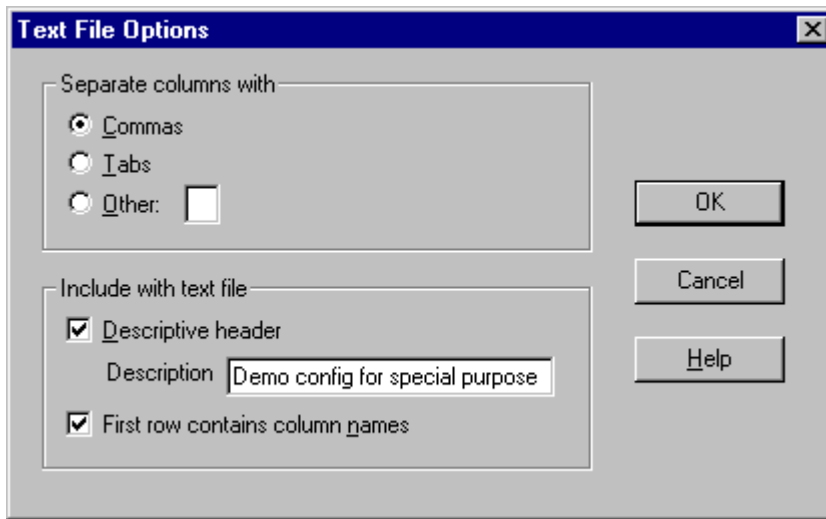 Text File Options
Separate columns with
Commas
Tabs
Other:
OK
Cancel
Help
Include with text file
Descriptive header
Description Demo config for special purpose
First row contains column names